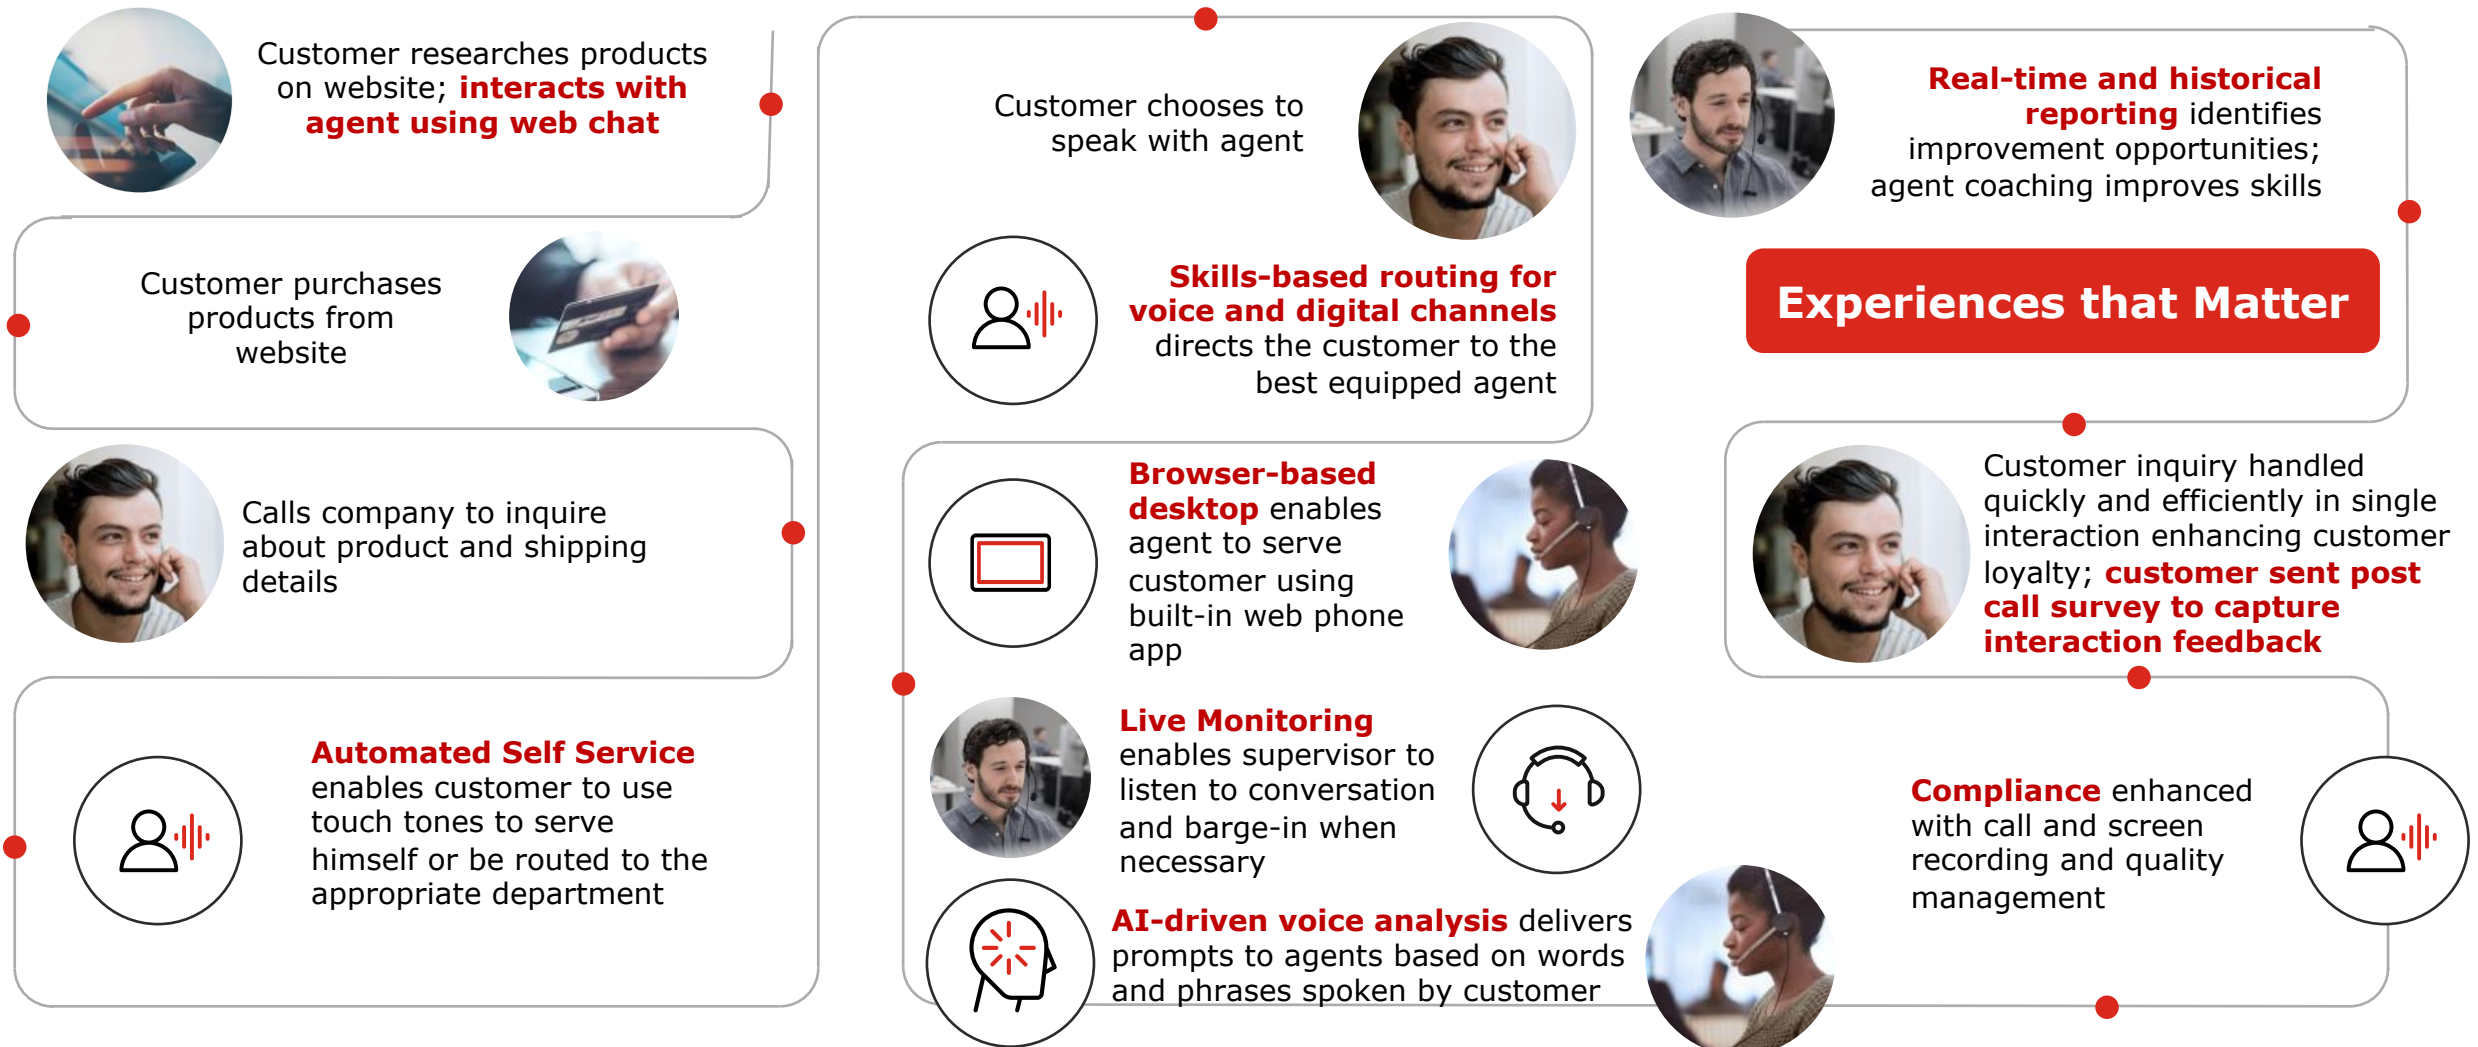 Customer researches products
on website; interacts with
agent using web chat
Customer purchases
products from
website
Calls company to inquire
about product and shipping
details
Automated Self Service
enables customer to use
touch tones to serve
himself or be routed to the
appropriate department
Customer chooses to
speak with agent
Skills-based routing for
voice and digital channels
directs the customer to the
best equipped agent
Browser-based
desktop enables
agent to serve
customer using
built-in web phone
app
Live Monitoring
enables supervisor to
listen to conversation
and barge-in when
necessary
AI-driven voice analysis delivers
prompts to agents based on words
and phrases spoken by customer
Compliance enhanced
with call and screen
recording and quality
management
Customer inquiry handled
quickly and efficiently in single
interaction enhancing customer
loyalty; customer sent post
call survey to capture
interaction feedback
Real-time and historical
reporting identifies
improvement opportunities;
agent coaching improves skills
Experiences that Matter